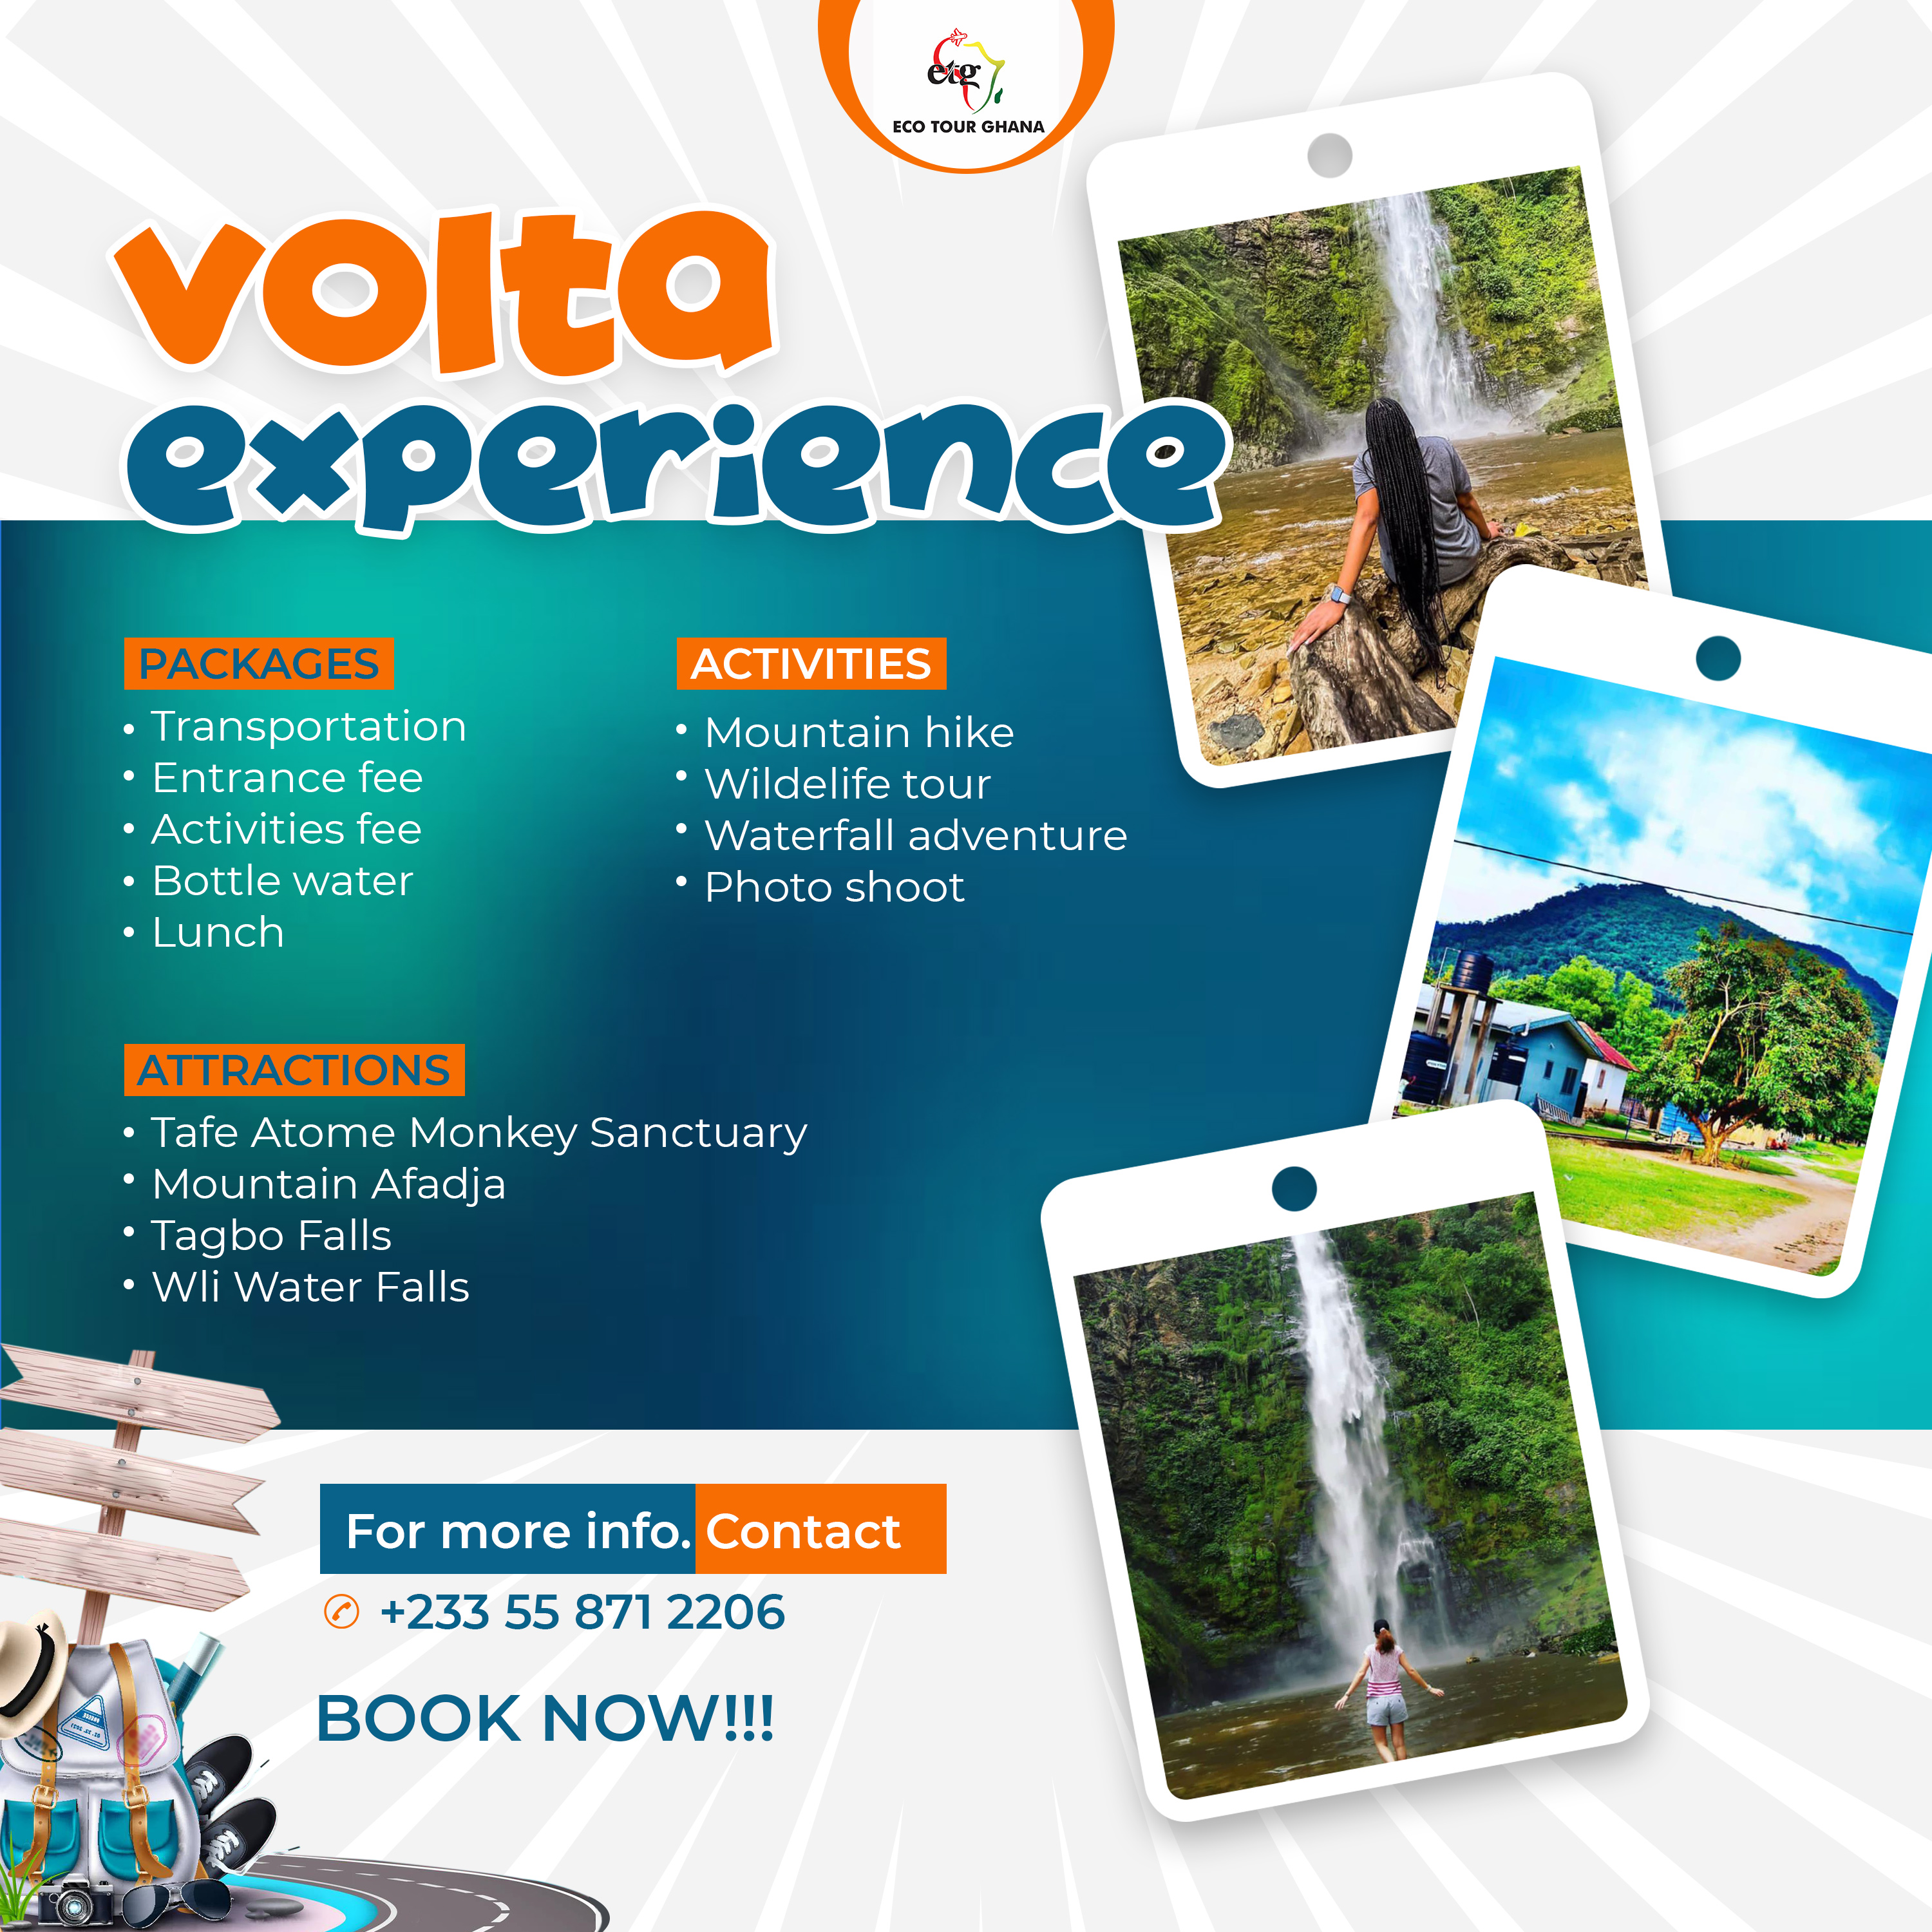 etg
ECO TOUR GHANA
volta
experience
PACKAGES
• Transportation
• Entrance fee
• Activities fee
• Bottle water
• Lunch
ACTIVITIES
• Mountain hike
• Wildelife tour
• Waterfall adventure
• Photo shoot
ATTRACTIONS
• Tafe Atome Monkey Sanctuary
• Mountain Afadja
• Tagbo Falls
• Wli Water Falls
For more info. Contact
+233 55 871 2206
BOOK NOW!!!